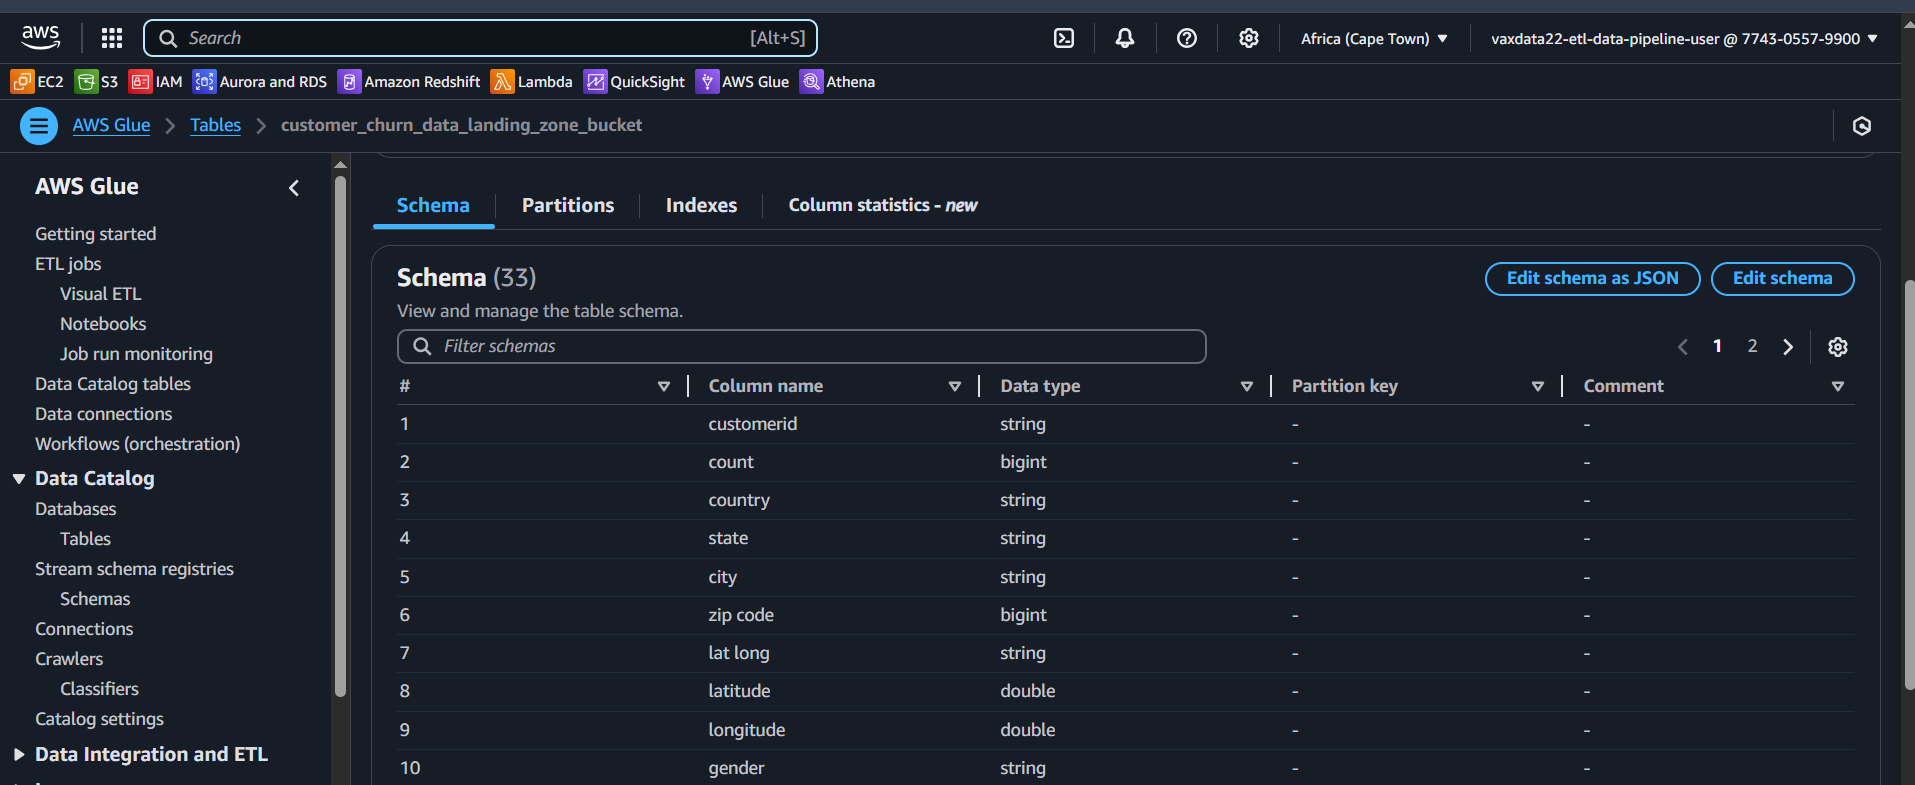 aws
Search [Alt+S]
Africa (Cape Town)
vaxdata22-etl-data-pipeline-user @ 7743-0557-9900
EC2 S3 IAM Aurora and RDS Amazon Redshift Lambda QuickSight AWS Glue Athena
AWS Glue Tables customer_churn_data_landing_zone_bucket
AWS Glue
Getting started
ETL jobs
Visual ETL
Notebooks
Job run monitoring
Data Catalog tables
Data connections
Workflows (orchestration)
Data Catalog
Databases
Tables
Stream schema registries
Schemas
Connections
Crawlers
Classifiers
Catalog settings
Data Integration and ETL
Schema Partitions Indexes Column statistics - new
Schema (33)
Edit schema as JSON Edit schema
View and manage the table schema.
Filter schemas
1 2
# Column name Data type Partition key Comment
1 customerid string - -
2 count bigint - -
3 country string - -
4 state string - -
5 city string - -
6 zip code bigint - -
7 lat long string - -
8 latitude double - -
9 longitude double - -
10 gender string - -